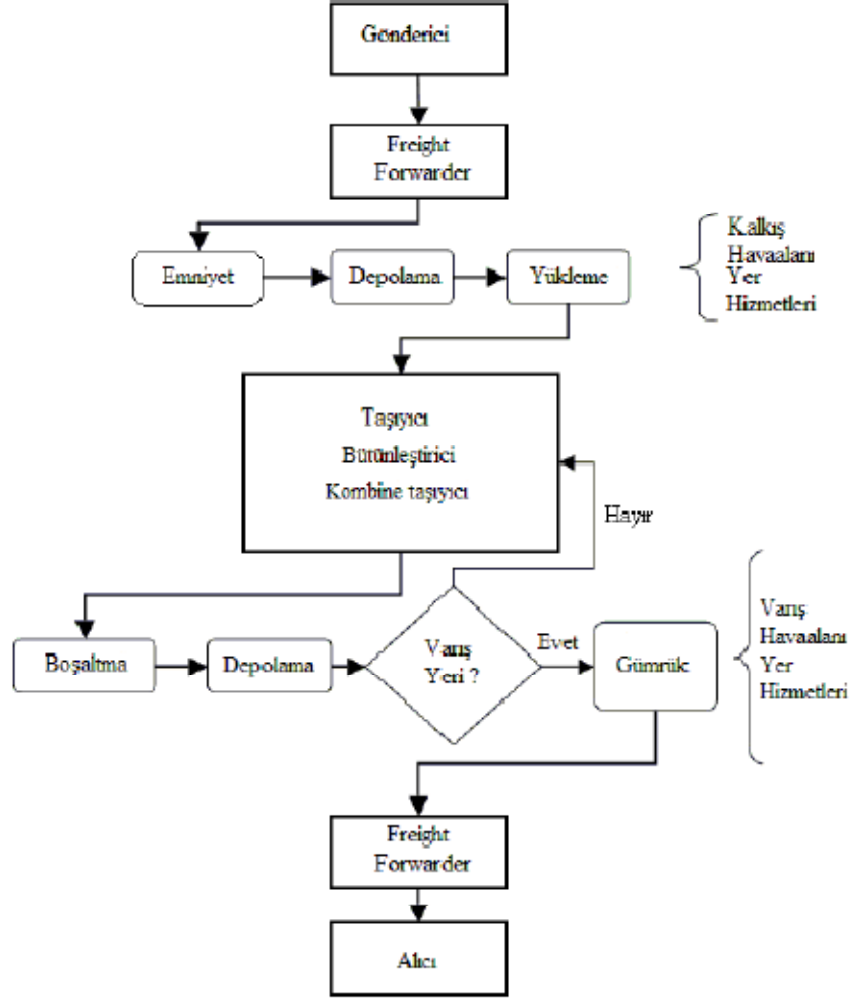 Gönderici
Freight
Forwarder
Emniyet
Depolama
Yükleme
Kalkış
Havaalanı
Yer
Hizmetleri
Taşıyıcı
Bütünleştirici
Kombine taşıyıcı
Hayır
Boşaltma
Depolama
Varış
Yeri ?
Evet
Gümrük
Varış
Havaalanı
Yer
Hizmetleri
Freight
Forwarder
Alıcı